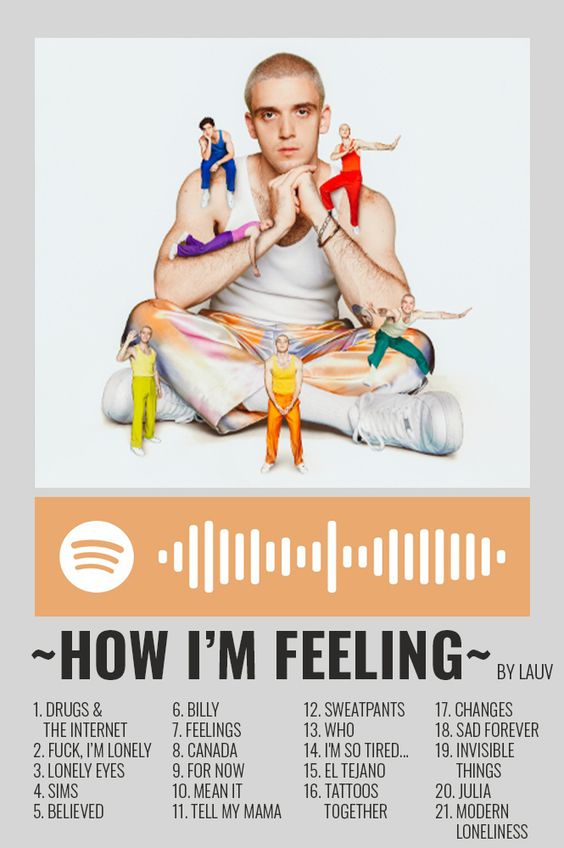 ~HOW I'M FEELING~ BY LAUV
1. DRUGS &
THE INTERNET
2. FUCK, I'M LONELY
3. LONELY EYES
4. SIMS
5. BELIEVED
6. BILLY
7. FEELINGS
8. CANADA
9. FOR NOW
10. MEAN IT
11. TELL MY MAMA
12. SWEATPANTS
13. WHO
14. I'M SO TIRED...
15. EL TEJANO
16. TATTOOS
TOGETHER
17. CHANGES
18. SAD FOREVER
19. INVISIBLE
THINGS
20. JULIA
21. MODERN
LONELINESS